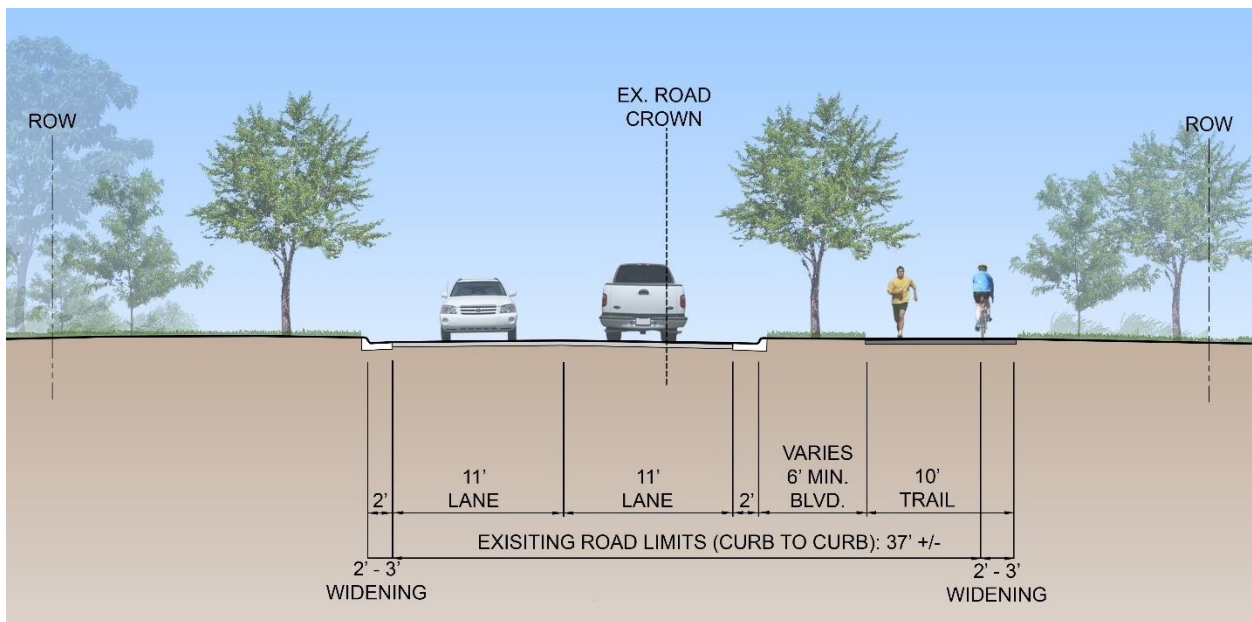 ROW
EX. ROAD
CROWN
ROW
2'
11'
LANE
11'
LANE
2'
VARIES
6' MIN.
BLVD.
10'
TRAIL
EXISITING ROAD LIMITS (CURB TO CURB): 37' +/-
2' - 3'
WIDENING
2' - 3'
WIDENING